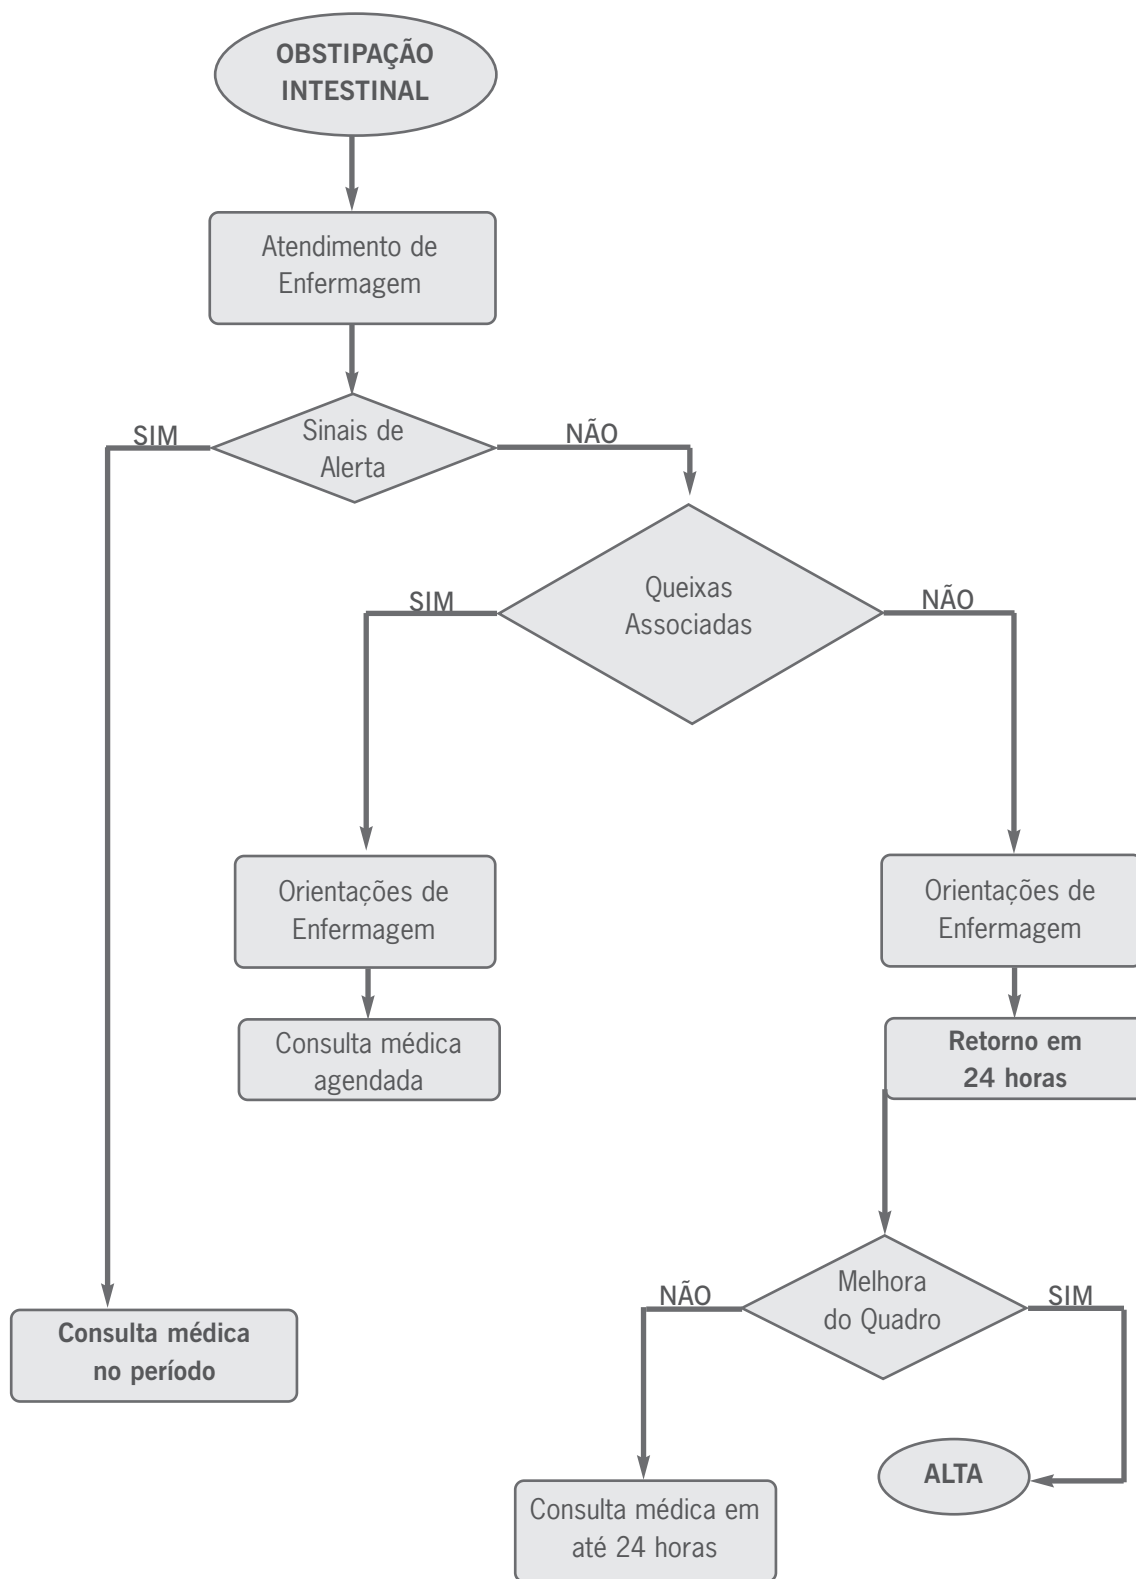 OBSTIPAÇÃO
INTESTINAL
Atendimento de
Enfermagem
Sinais de
Alerta
SIM
NÃO
Queixas
Associadas
SIM
NÃO
Orientações de
Enfermagem
Orientações de
Enfermagem
Consulta médica
agendada
Retorno em
24 horas
Melhora
do Quadro
NÃO
SIM
Consulta médica
no período
ALTA
Consulta médica em
até 24 horas